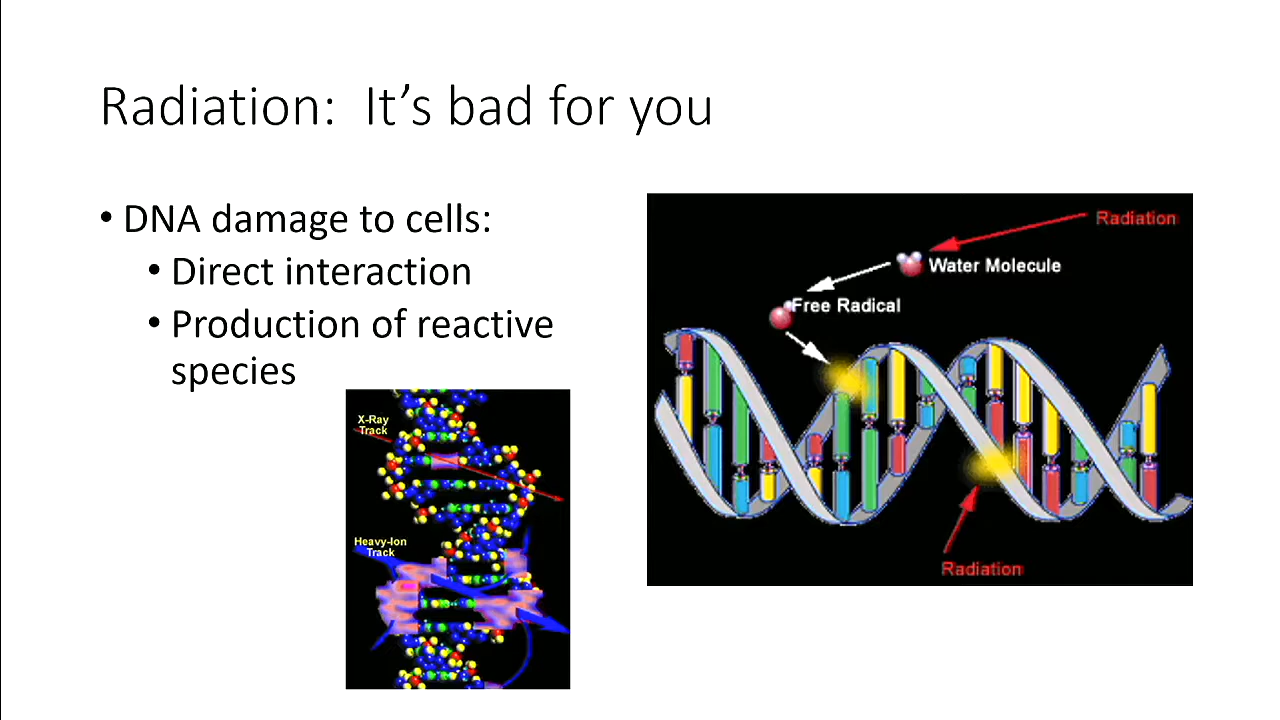 Radiation: It's bad for you
• DNA damage to cells:
• Direct interaction
• Production of reactive
species
X-Ray
Track
Heavy-Ion
Track
Radiation
Water Molecule
Free Radical
Radiation